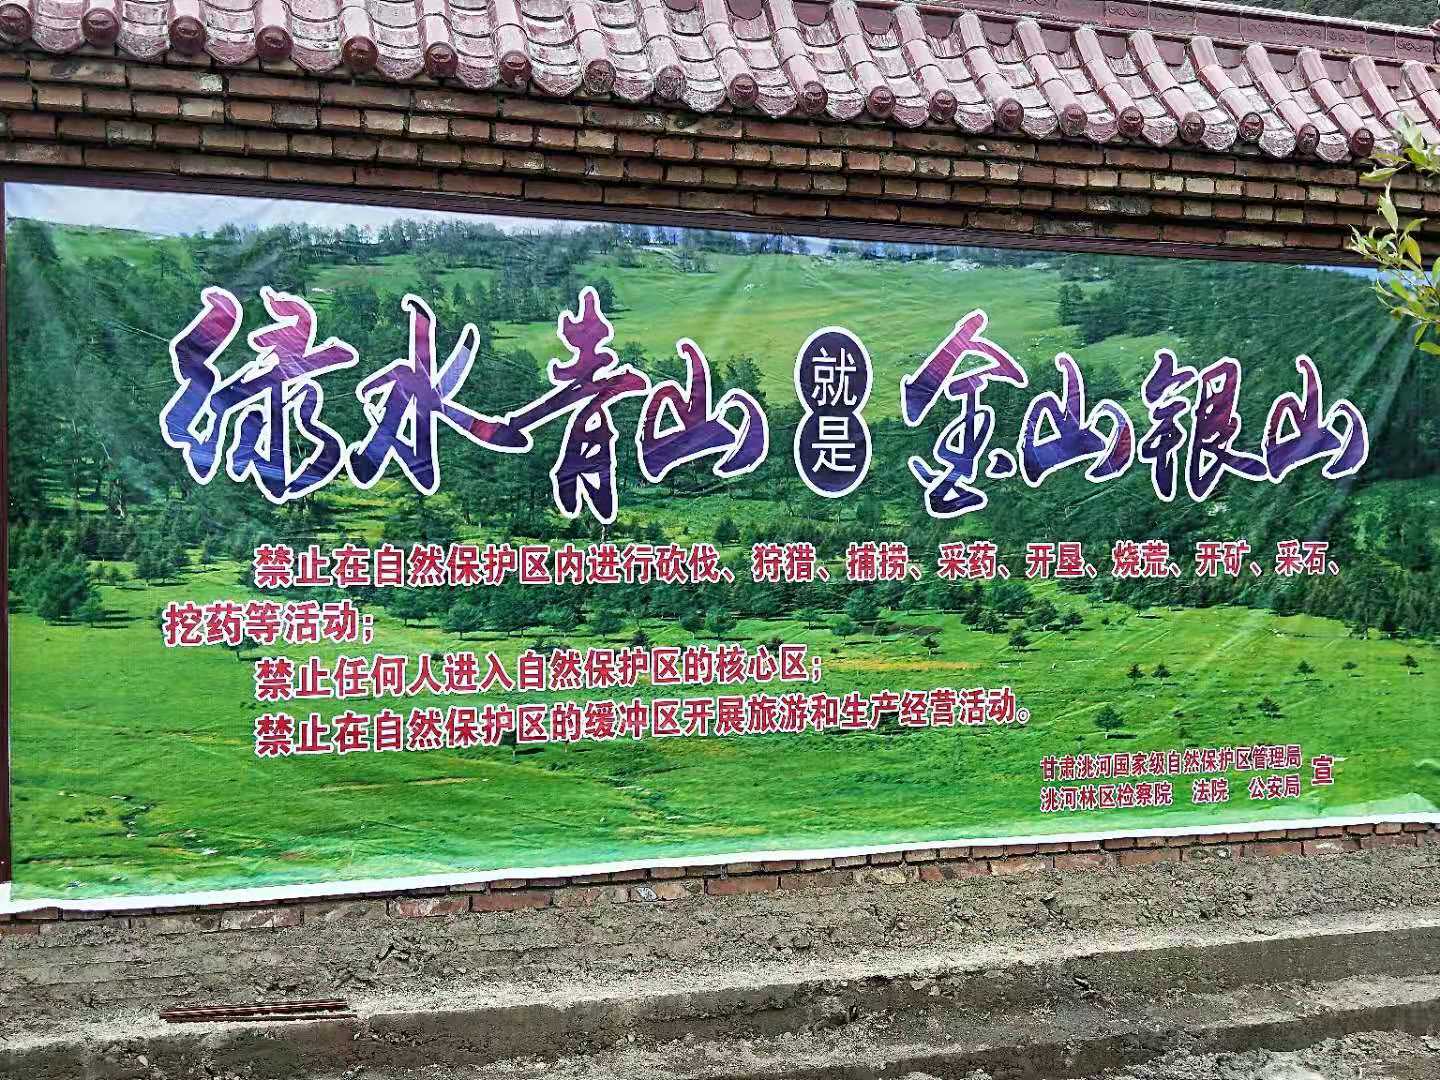 绿水青山就是金山银山
禁止在自然保护区内进行砍伐、狩猎、捕捞、采药、开垦、烧荒、开矿、采石、
挖药等活动；
禁止任何人进入自然保护区的核心区；
禁止在自然保护区的缓冲区开展旅游和生产经营活动。
甘肃洮河国家级自然保护区管理局
洮河林区检察院 法院 公安局 宣